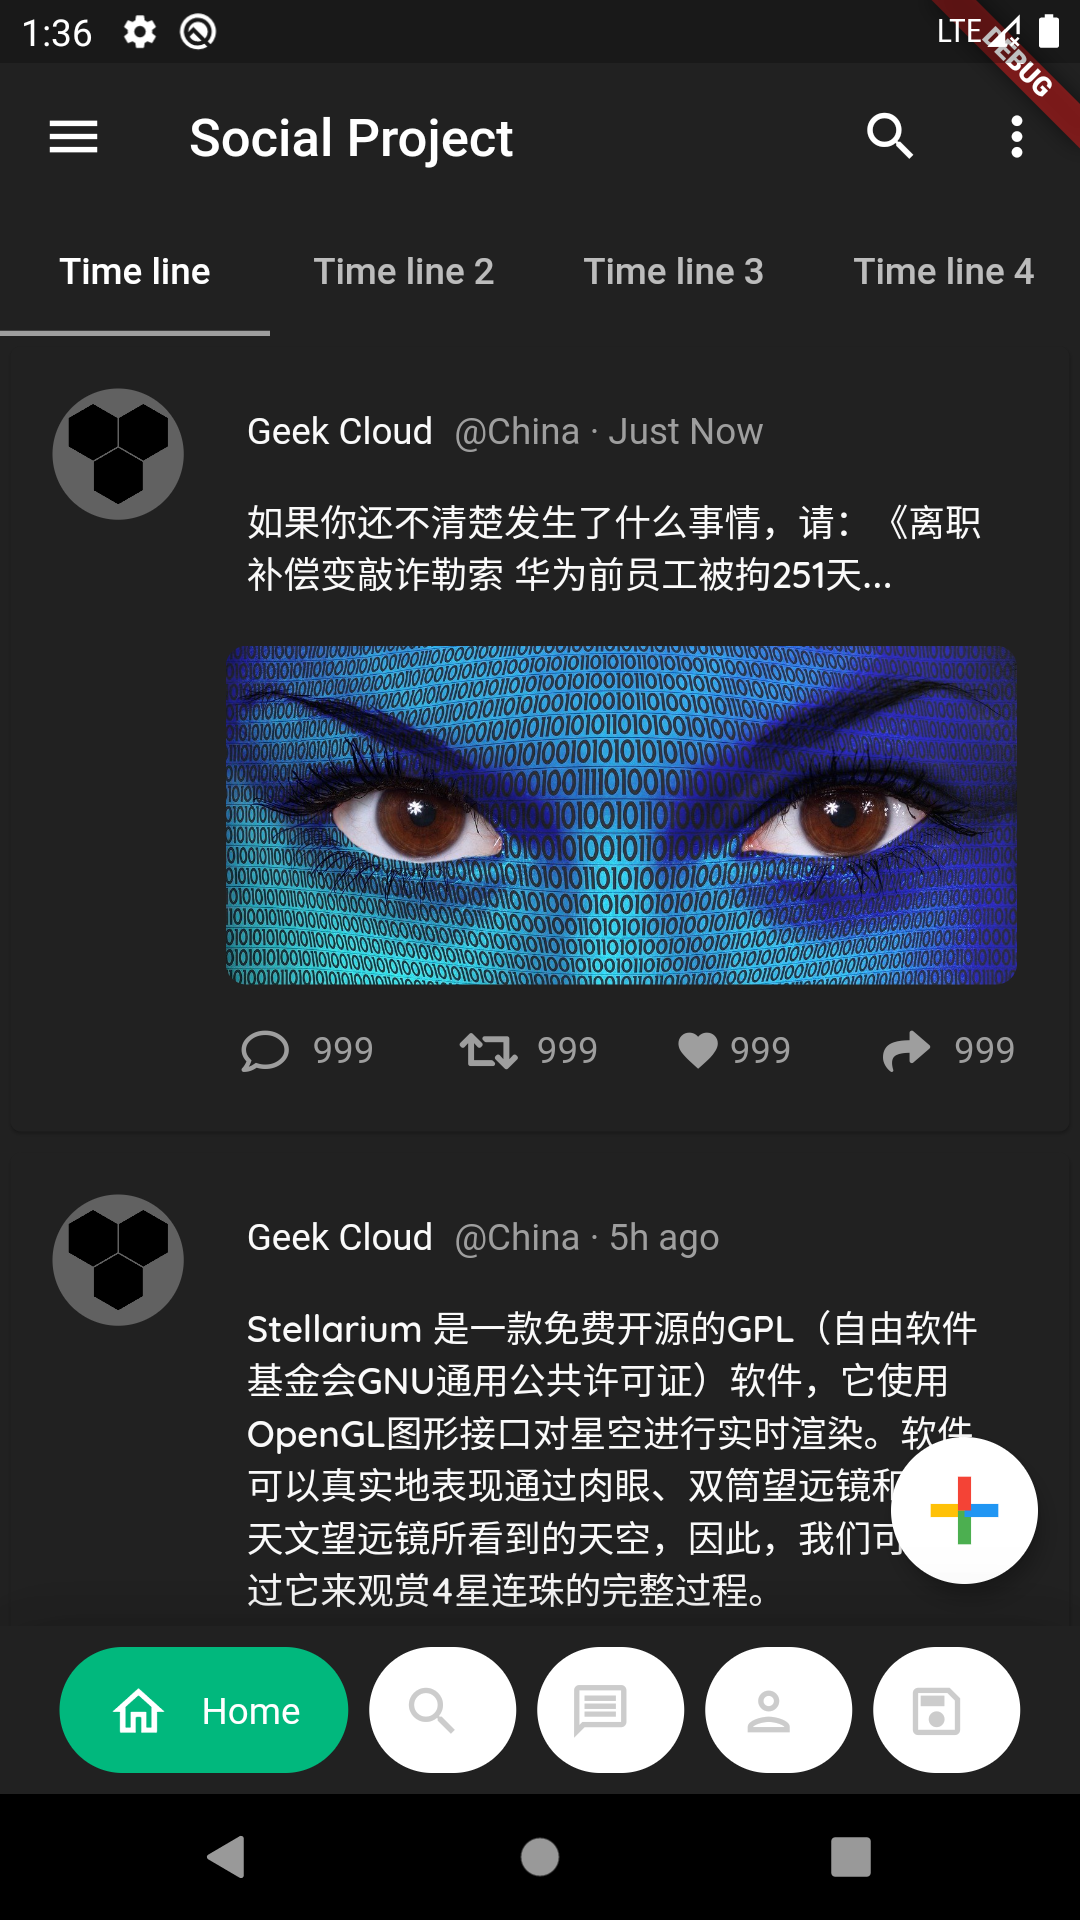 1:36
LTE
DEBUG
Social Project
Time line
Time line 2
Time line 3
Time line 4
Geek Cloud @China · Just Now
如果你还不清楚发生了什么事情，请：《离职
补偿变敲诈勒索 华为前员工被拘251天...
999
999
999
999
Geek Cloud @China · 5h ago
Stellarium 是一款免费开源的GPL（自由软件
基金会GNU通用公共许可证）软件，它使用
OpenGL图形接口对星空进行实时渲染。软件
可以真实地表现通过肉眼、双筒望远镜和
天文望远镜所看到的天空，因此，我们可
过它来观赏4星连珠的完整过程。
Home